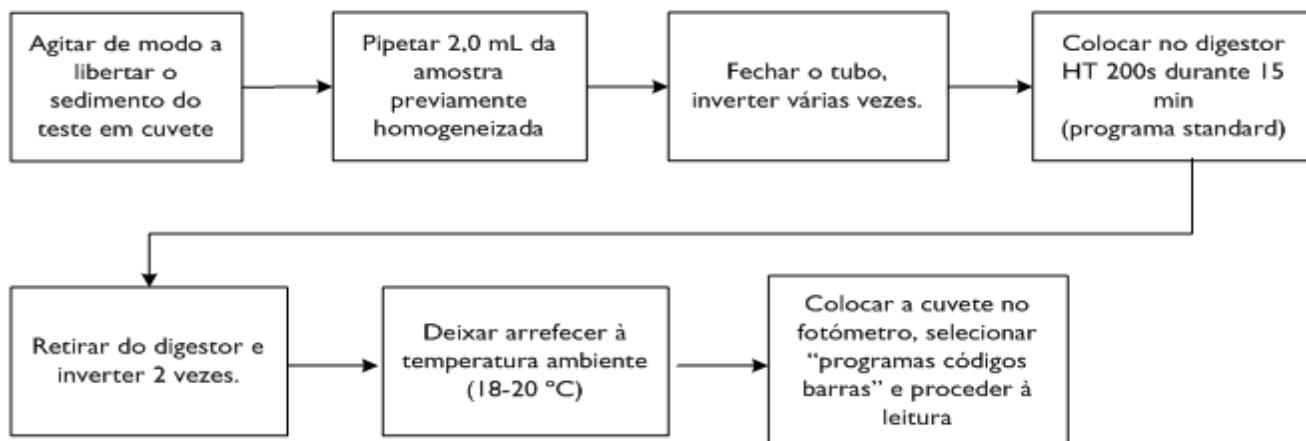 Agitar de modo a
libertar o
sedimento do
teste em cuvete
Pipetar 2,0 mL da
amostra
previamente
homogeneizada
Fechar o tubo,
inverter várias vezes.
Colocar no digestor
HT 200s durante 15
min
(programa standard)
Retirar do digestor e
inverter 2 vezes.
Deixar arrefecer à
temperatura ambiente
(18-20 ºC)
Colocar a cuvete no
fotómetro, selecionar
“programas códigos
barras” e proceder à
leitura